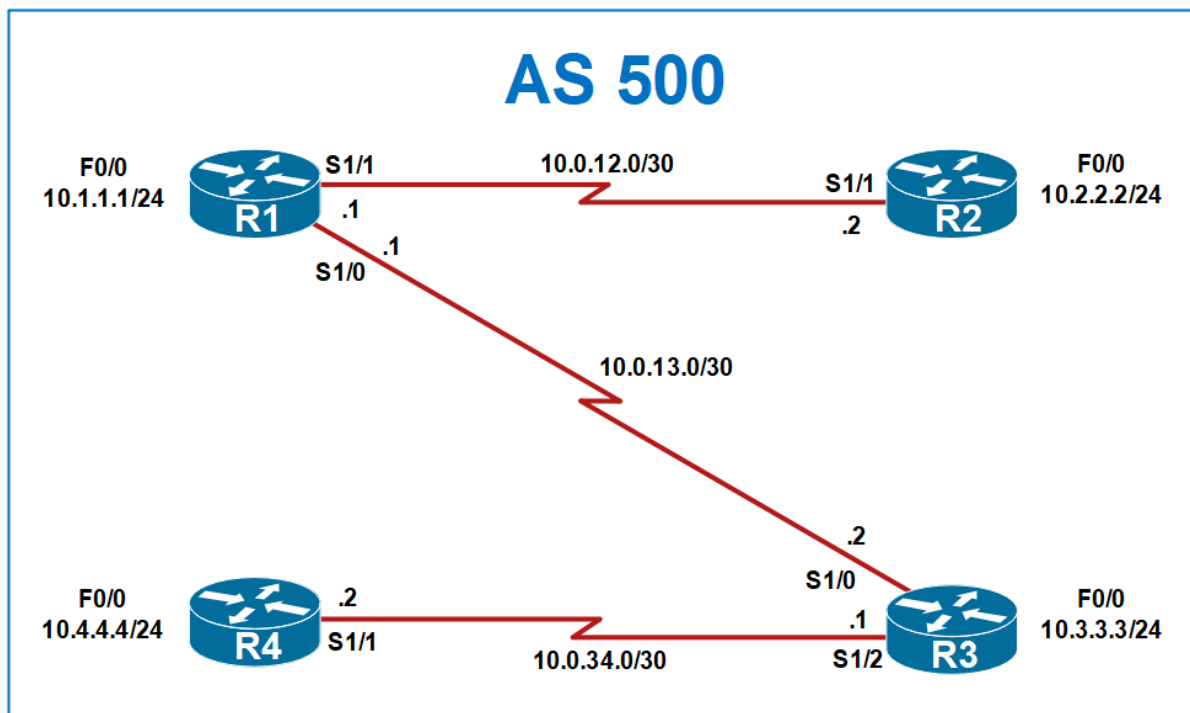 AS 500
F0/0
10.1.1.1/24
R1
S1/1
.1
.1
S1/0
10.0.12.0/30
S1/1
.2
R2
F0/0
10.2.2.2/24
10.0.13.0/30
F0/0
10.4.4.4/24
R4
.2
S1/1
10.0.34.0/30
.2
S1/0
.1
S1/2
R3
F0/0
10.3.3.3/24